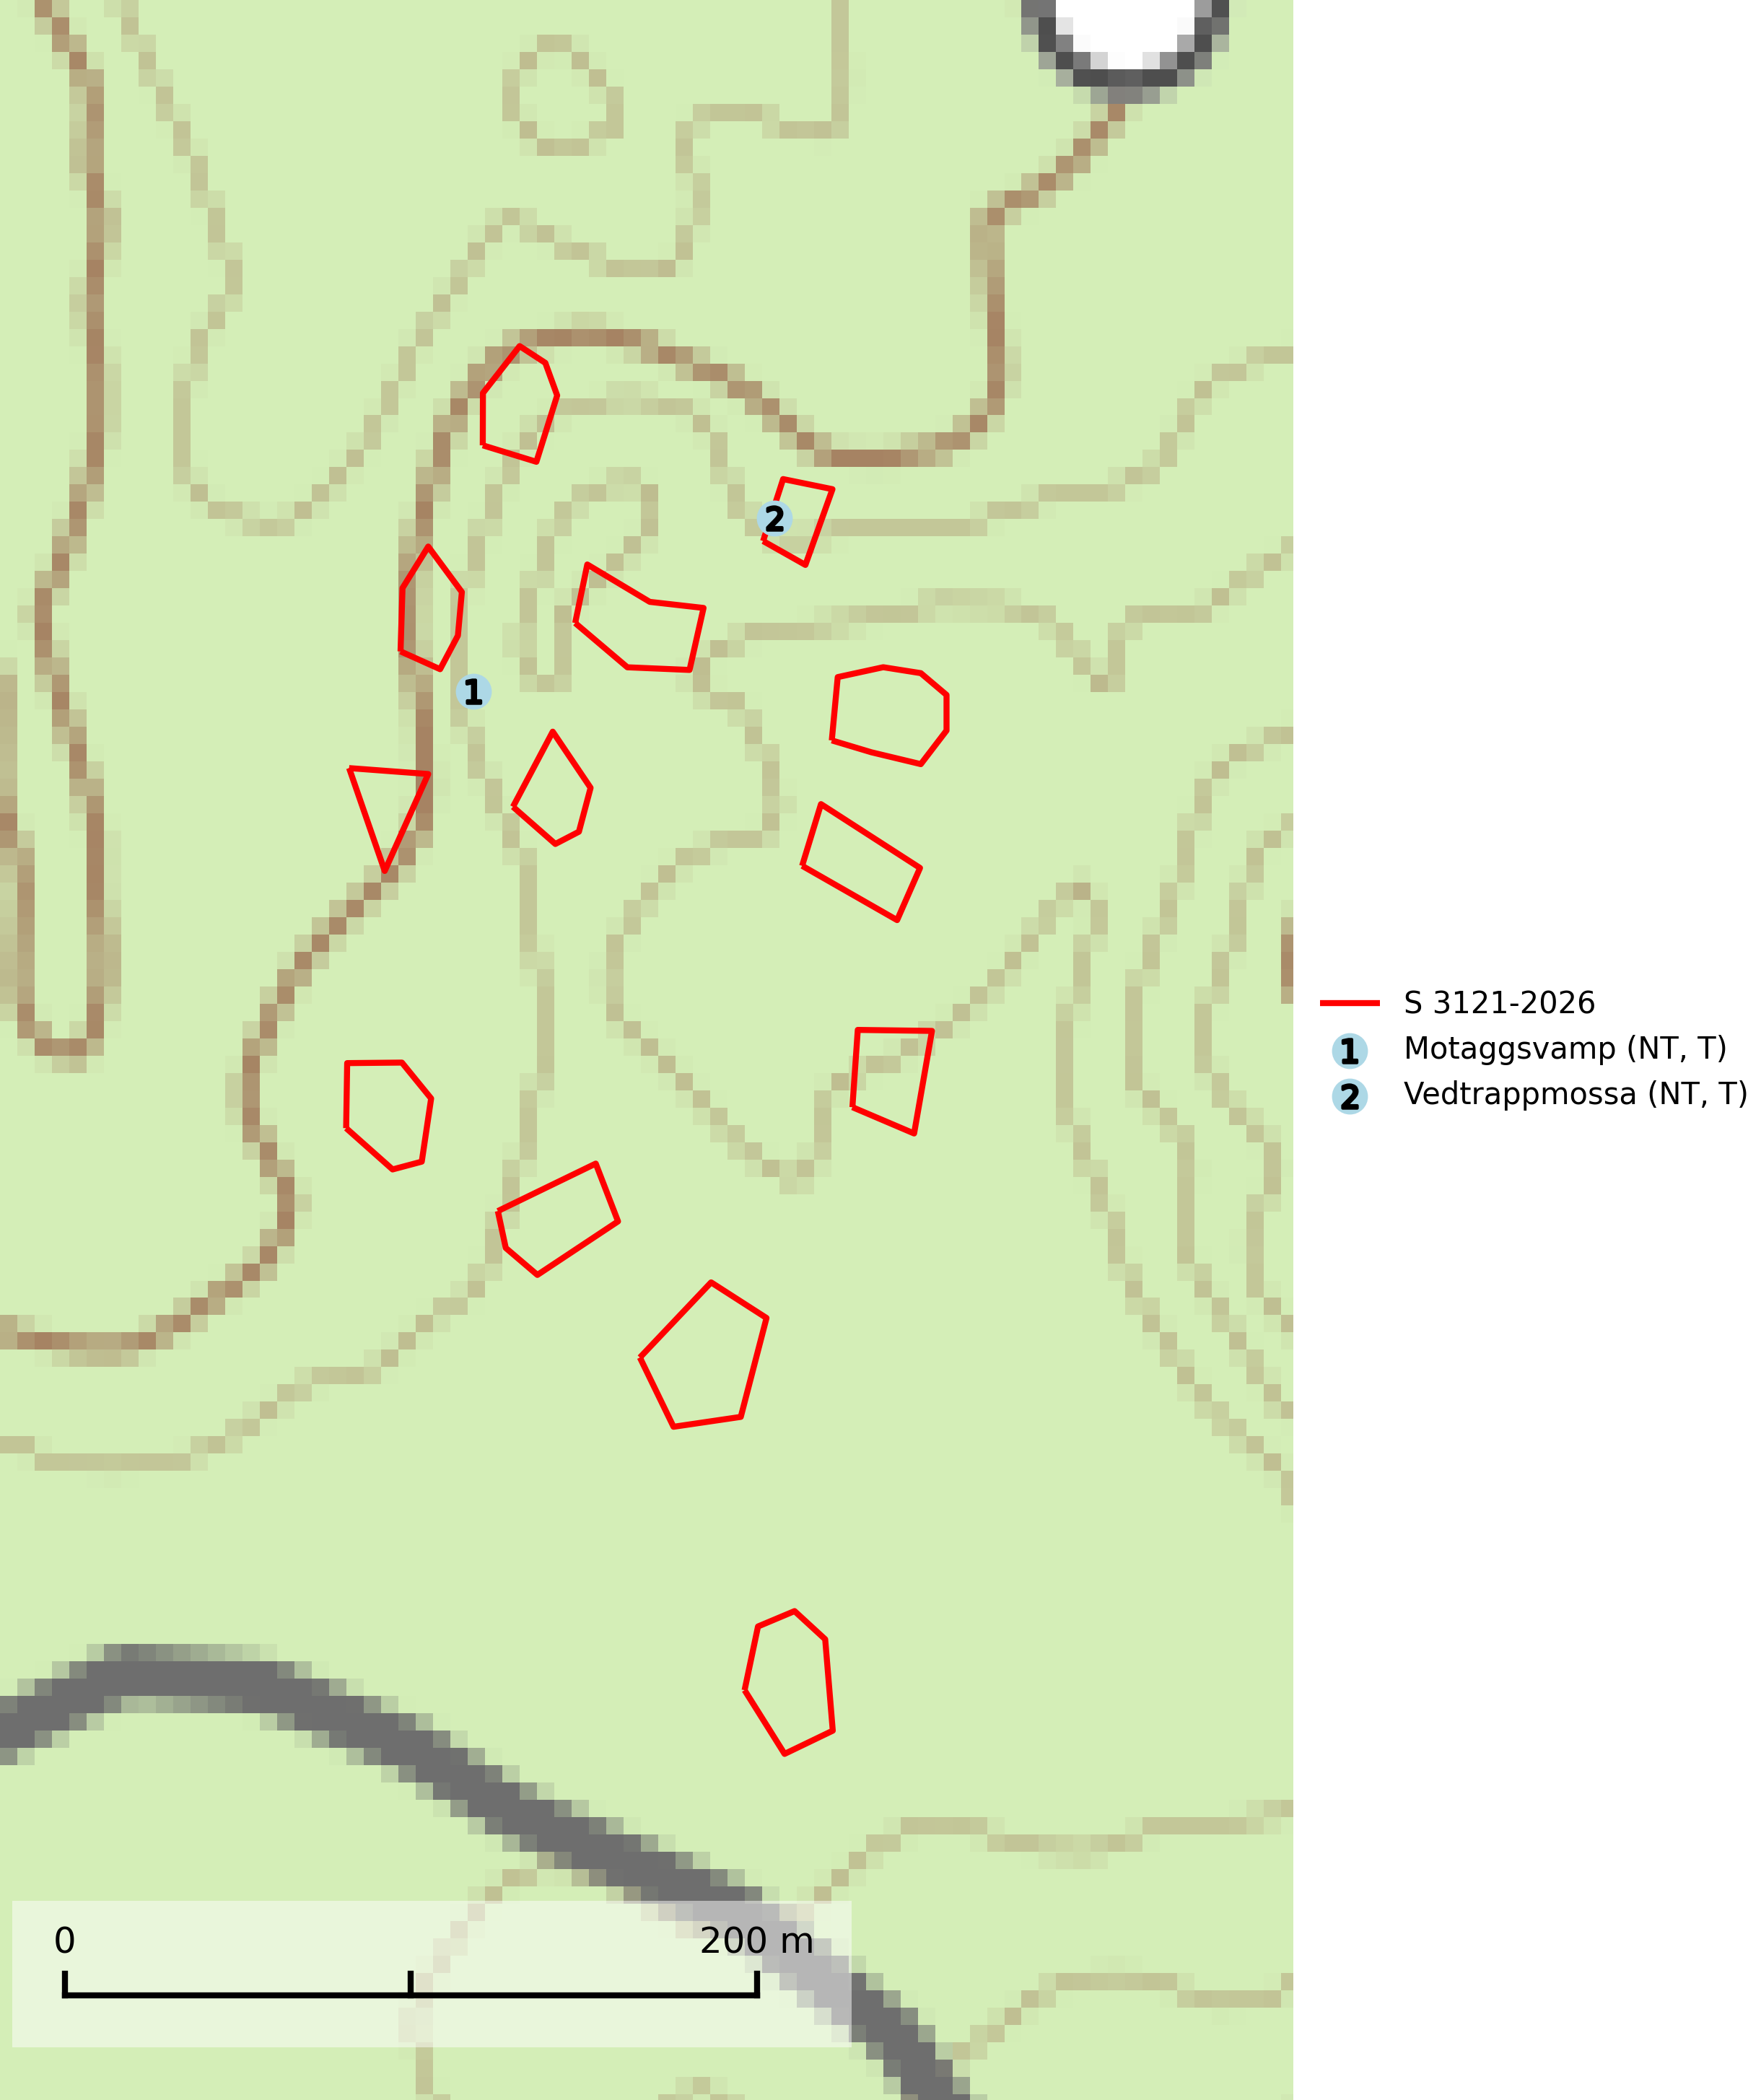 2
1
S 3121-2026
1 Motaggsvamp (NT, T)
2 Vedtrappmossa (NT, T)
0 200 m